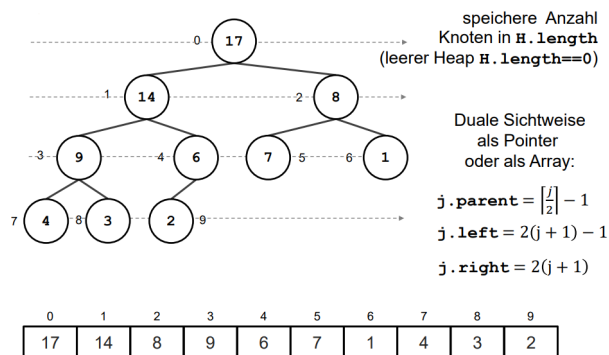 speichere Anzahl
Knoten in H.length
(leerer Heap H.length==0)
0 17
1 14 2 8
Duale Sichtweise
als Pointer
oder als Array:
3 9 4 6 7 5 6 1
j.parent = ⌈j/2⌉ − 1
7 4 8 3 2 9
j.left = 2(j + 1) − 1
j.right = 2(j + 1)
0 1 2 3 4 5 6 7 8 9
17 14 8 9 6 7 1 4 3 2